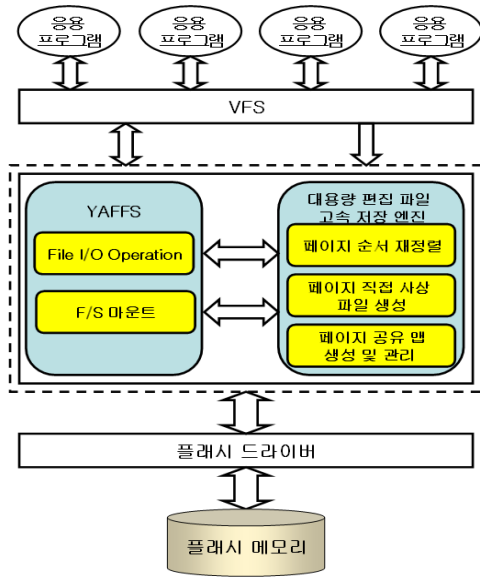 응용
프로그램
응용
프로그램
응용
프로그램
응용
프로그램
VFS
YAFFS
File I/O Operation
F/S 마운트
대용량 편집 파일
고속 저장 엔진
페이지 순서 재정렬
페이지 직접 사상
파일 생성
페이지 공유 맵
생성 및 관리
플래시 드라이버
플래시 메모리